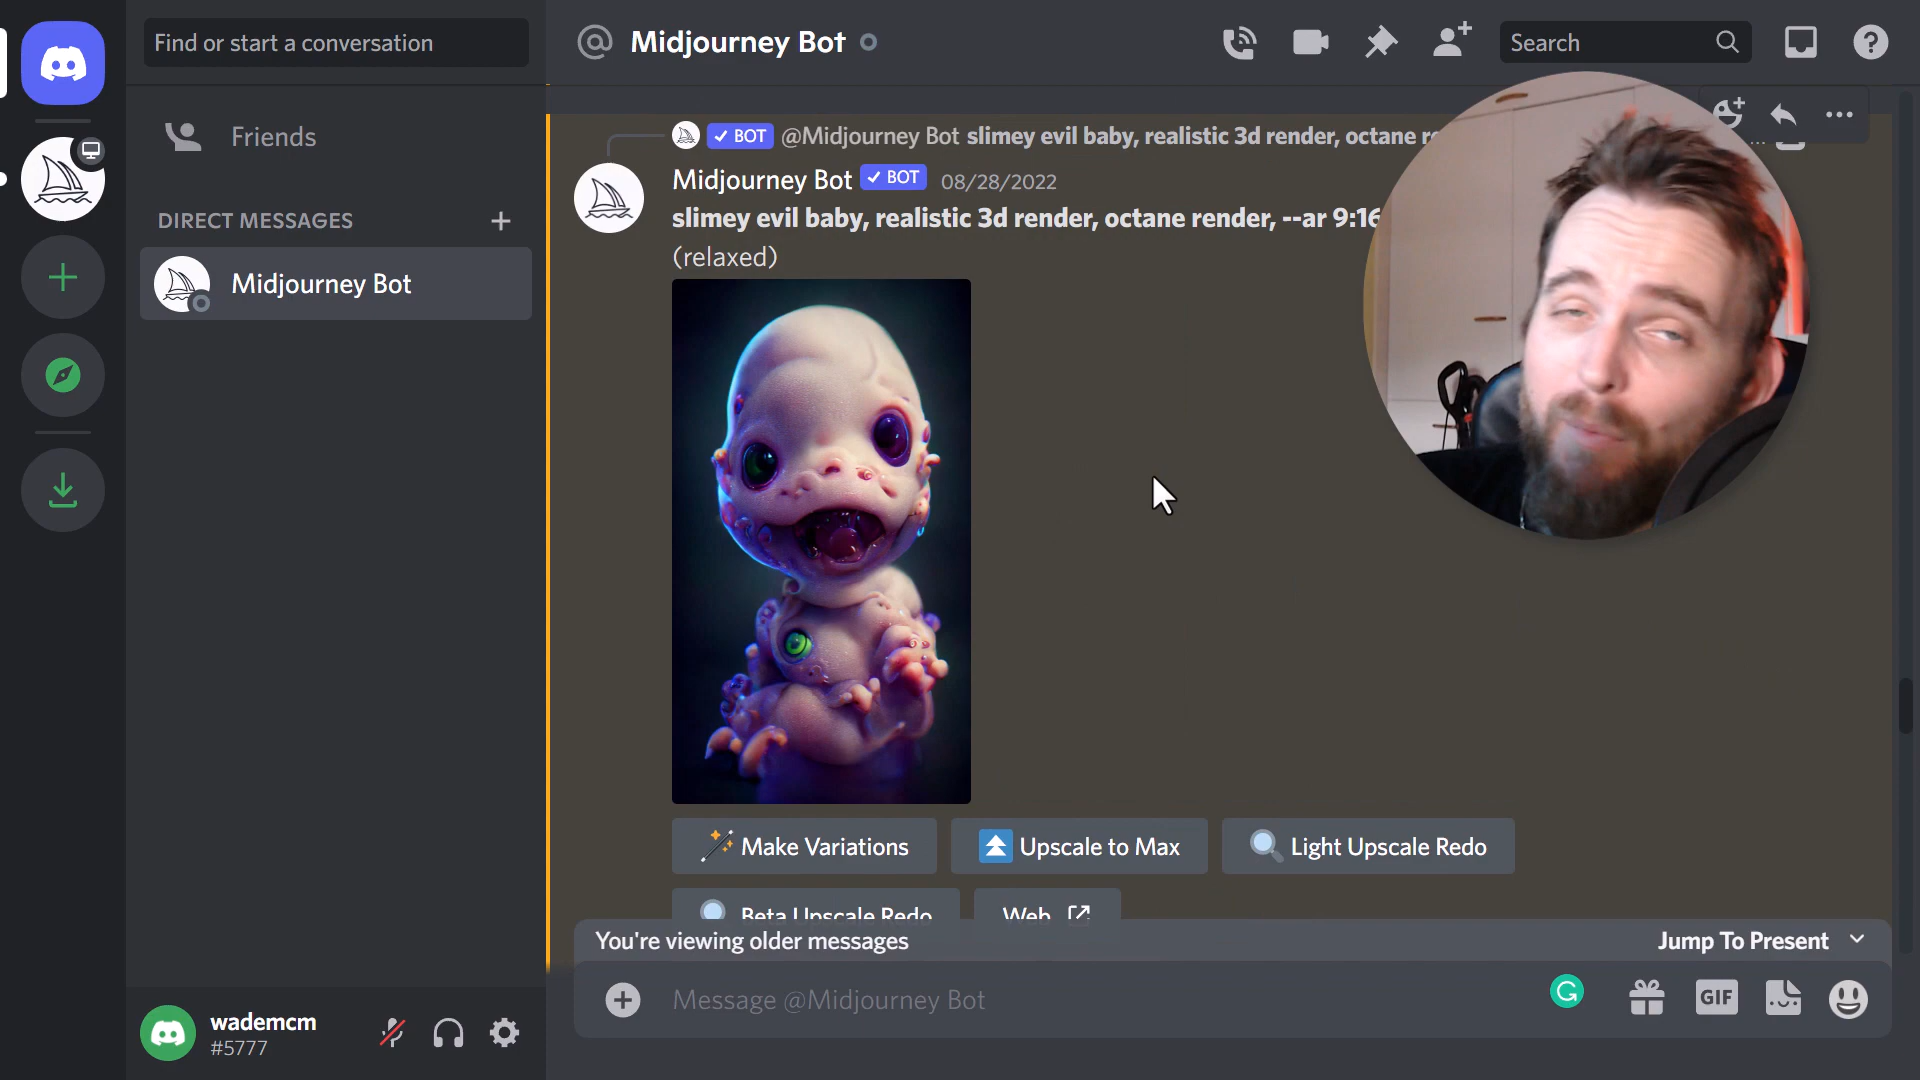 Find or start a conversation
Midjourney Bot
Search
Friends
DIRECT MESSAGES
Midjourney Bot
BOT @Midjourney Bot slimey evil baby, realistic 3d render, octane
Midjourney Bot BOT 08/28/2022
slimey evil baby, realistic 3d render, octane render, --ar 9:16
(relaxed)
Make Variations
Upscale to Max
Light Upscale Redo
Beta Upscale Redo
Web
You're viewing older messages
Jump To Present
Message @Midjourney Bot
GIF
wademcm
#5777